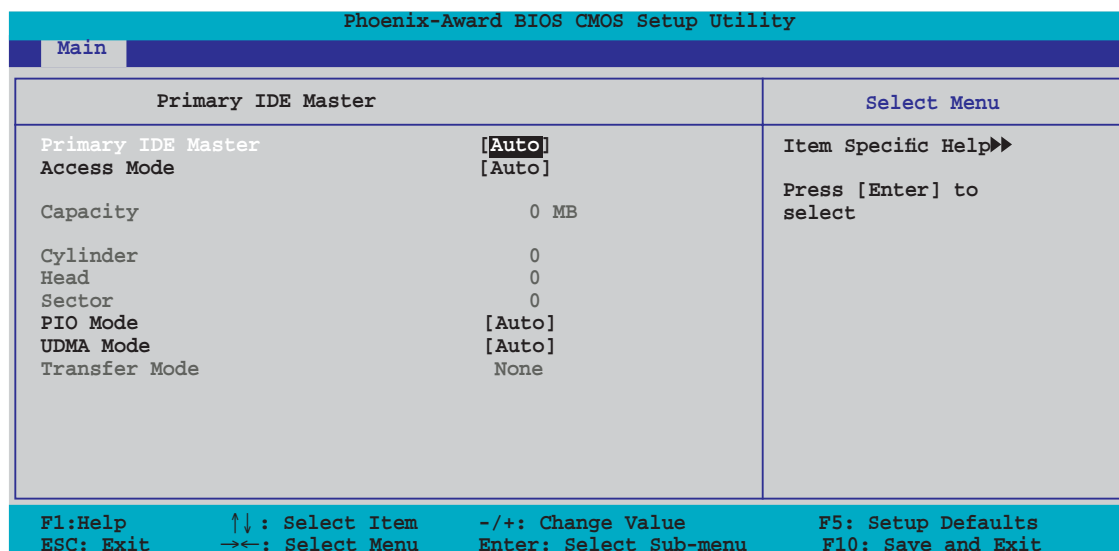 Phoenix-Award BIOS CMOS Setup Utility
Main
Primary IDE Master
Select Menu
Primary IDE Master [Auto]
Access Mode [Auto]
Capacity 0 MB
Cylinder 0
Head 0
Sector 0
PIO Mode [Auto]
UDMA Mode [Auto]
Transfer Mode None
Item Specific Help▶▶
Press [Enter] to
select
F1:Help ↑↓: Select Item -/+: Change Value F5: Setup Defaults
ESC: Exit →←: Select Menu Enter: Select Sub-menu F10: Save and Exit